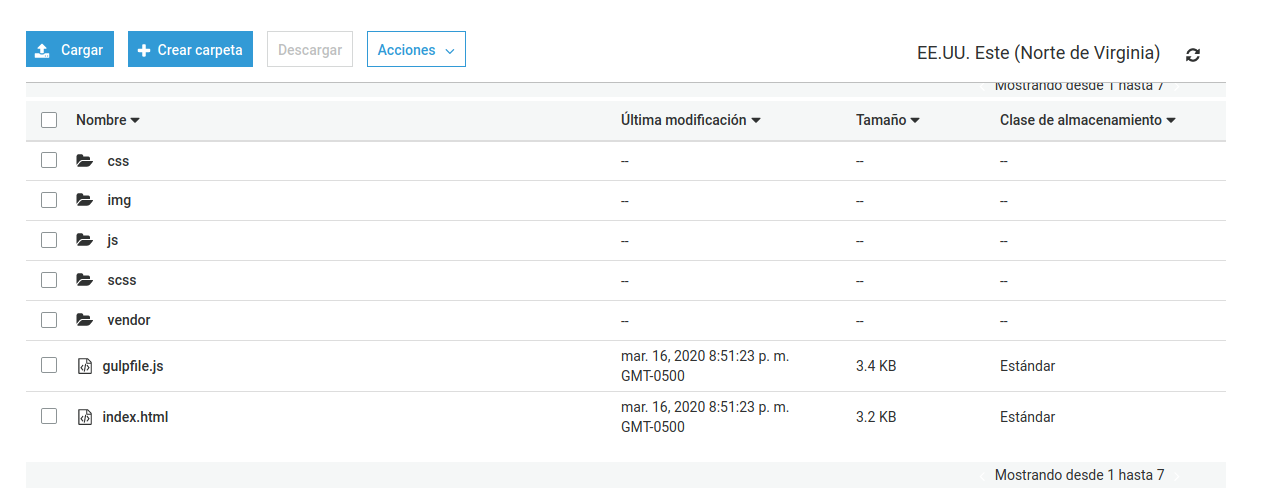 Cargar Crear carpeta Descargar Acciones EE.UU. Este (Norte de Virginia)
Mostrando desde 1 hasta 7
Nombre Última modificación Tamaño Clase de almacenamiento
css -- -- --
img -- -- --
js -- -- --
scss -- -- --
vendor -- -- --
gulpfile.js mar. 16, 2020 8:51:23 p. m. 3.4 KB Estándar
GMT-0500
index.html mar. 16, 2020 8:51:23 p. m. 3.2 KB Estándar
GMT-0500
Mostrando desde 1 hasta 7